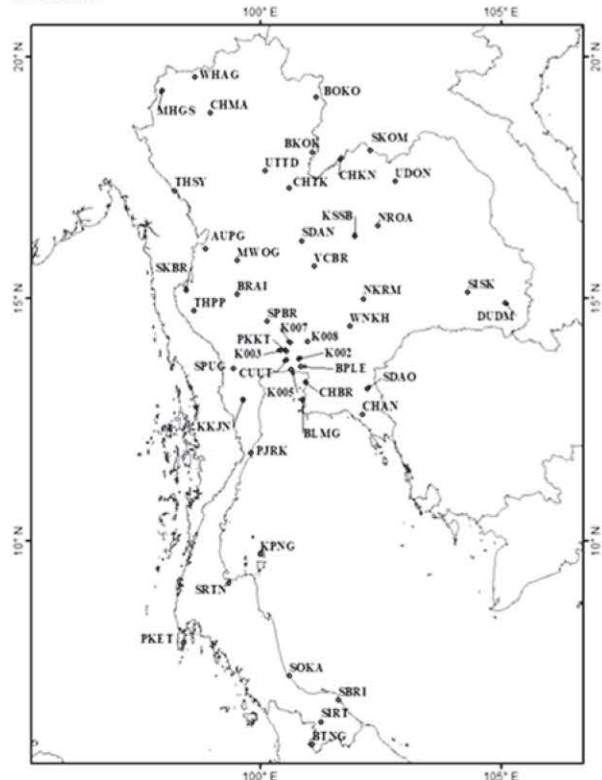 100° E 105° E
20° N 20° N
WHAG
MHGS CHMA BOKO
BKOK SKOM
UTTD CHKN UDON
THSY CHTK
KSSB NROA
SDAN
AUPG MWOG VCBR
SKBR BRAI NKRM SISK
15° N 15° N
THPP SPBR WNKH DUDM
K007
PKKT K008
K003 K002
SPUG CUUT BPLE SDAO
K005 CHBR CHAN
KKJN BLMG
PJRK
10° N 10° N
KPNG
SRTN
PKET
SOKA
SBRI
SIRT
BTNG
100° E 105° E